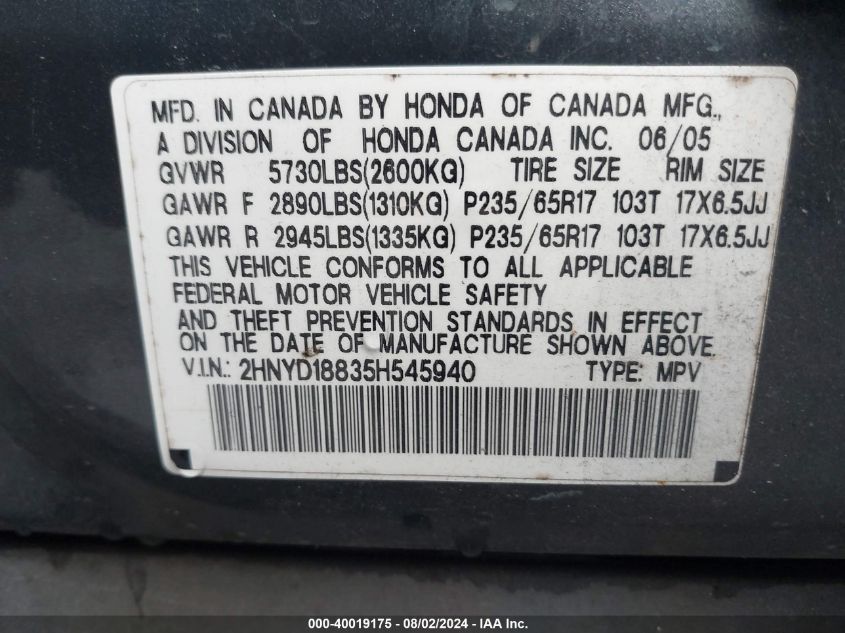 MFD. IN CANADA BY HONDA OF CANADA MFG.,
A DIVISION OF HONDA CANADA INC. 06/05
GVWR 5730LBS(2600KG) TIRE SIZE RIM SIZE
GAWR F 2890LBS(1310KG) P235/65R17 103T 17X6.5JJ
GAWR R 2945LBS(1335KG) P235/65R17 103T 17X6.5JJ
THIS VEHICLE CONFORMS TO ALL APPLICABLE
FEDERAL MOTOR VEHICLE SAFETY
AND THEFT PREVENTION STANDARDS IN EFFECT
ON THE DATE OF MANUFACTURE SHOWN ABOVE.
V.I.N.: 2HNYD18835H545940 TYPE: MPV
000-40019175 - 08/02/2024 - IAA Inc.